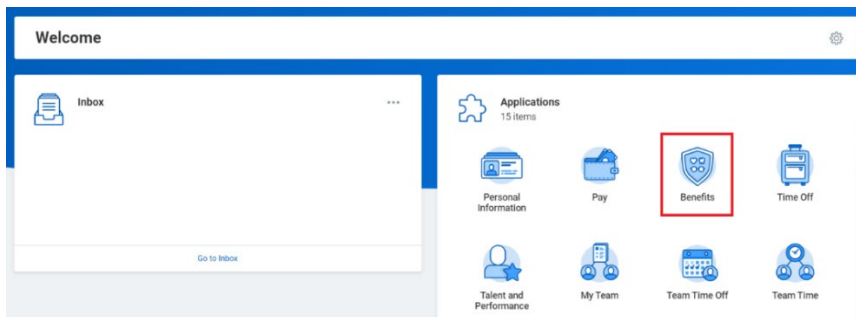 Welcome
Inbox
Go to Inbox
Applications
15 items
Personal
Information
Pay
Benefits
Time Off
Talent and
Performance
My Team
Team Time Off
Team Time